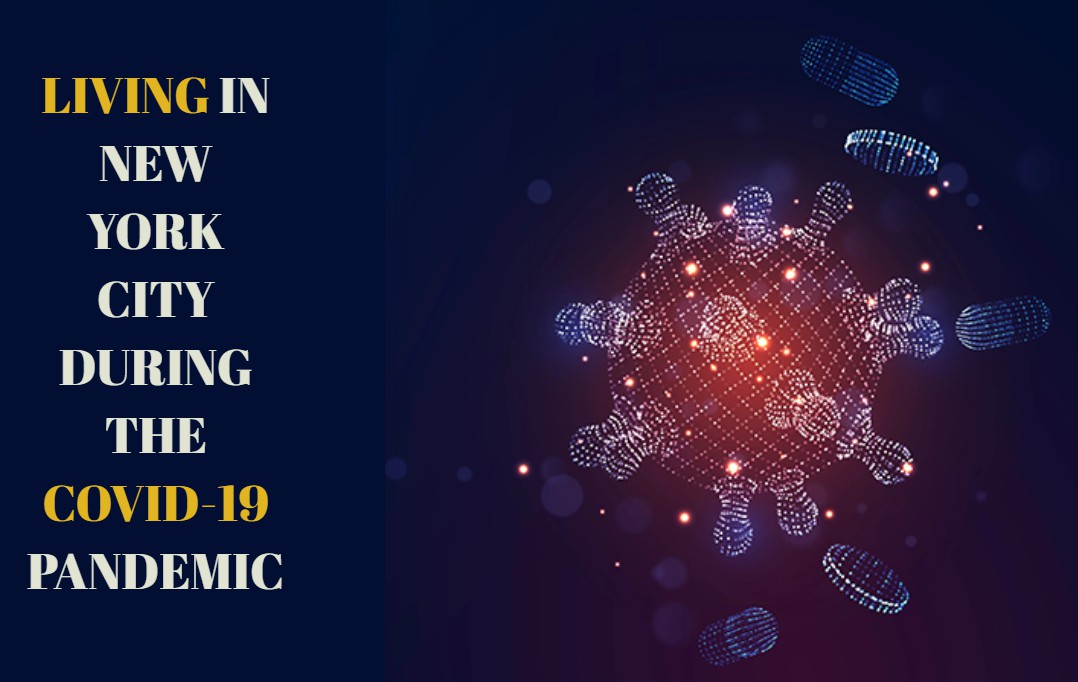 LIVING IN
NEW
YORK
CITY
DURING
THE
COVID-19
PANDEMIC